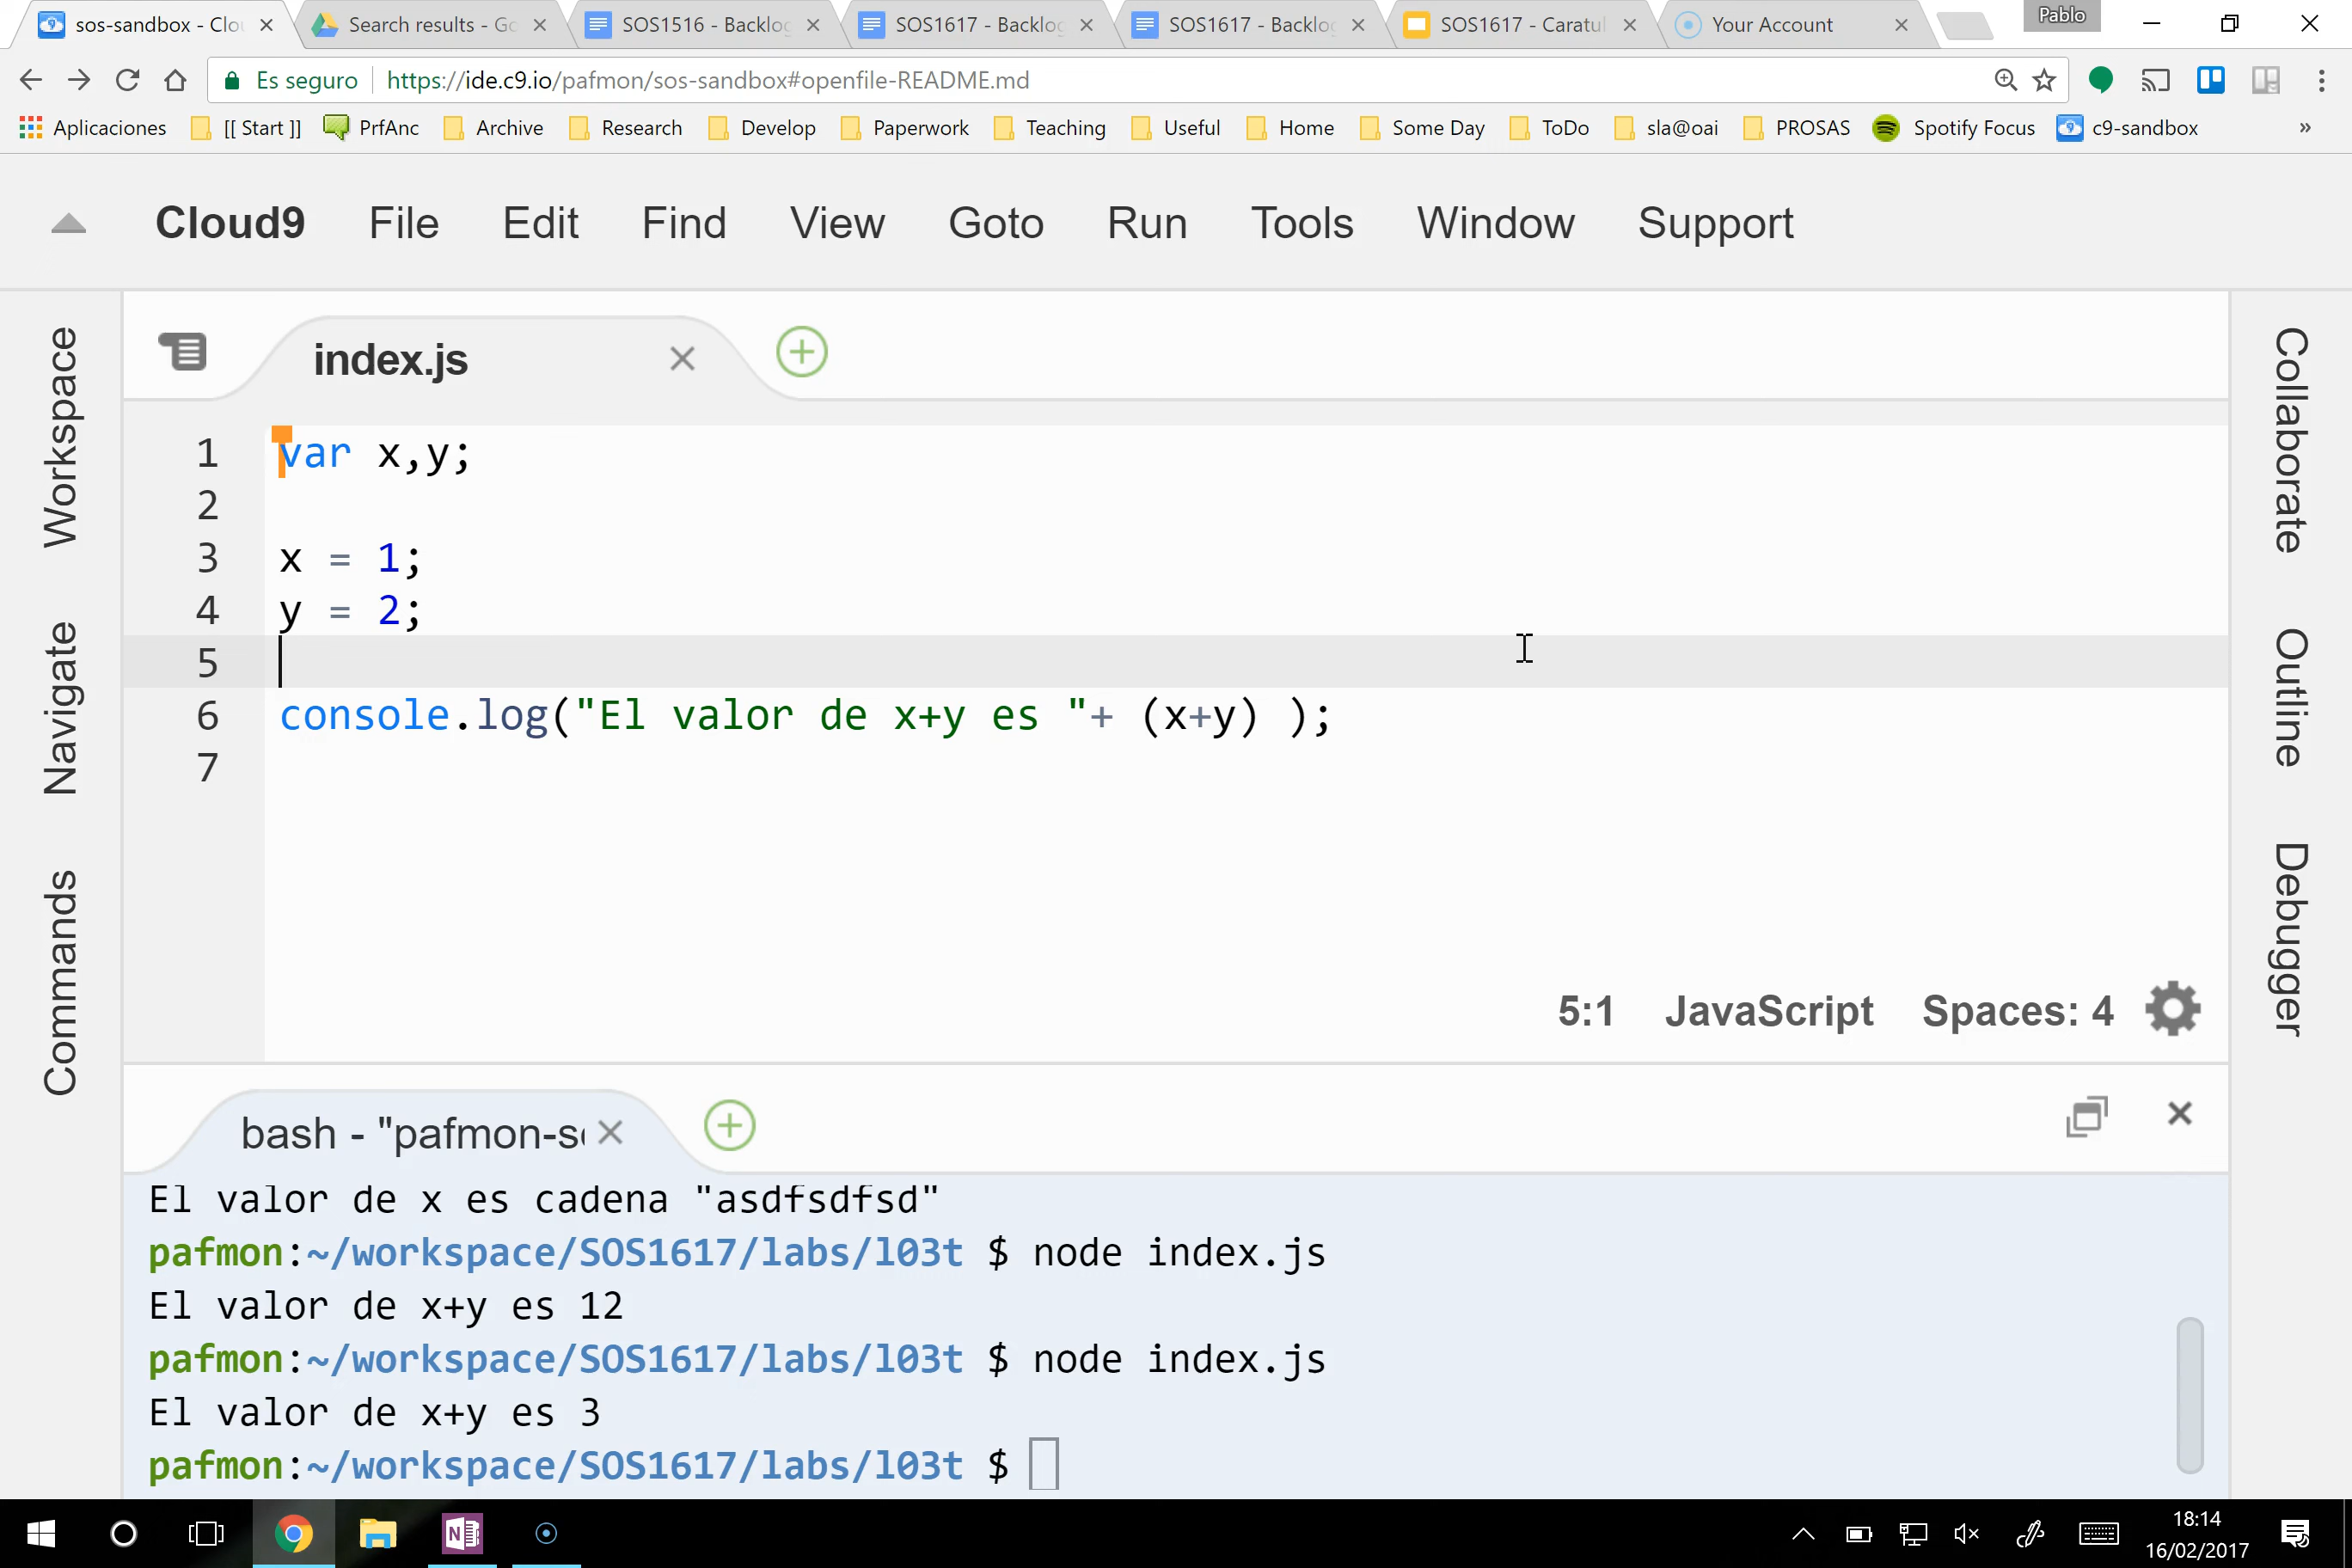 sos-sandbox - Clo
Search results - Go
SOS1516 - Backlog
SOS1617 - Backlog
SOS1617 - Backlog
SOS1617 - Caratul
Your Account
Pablo
Es seguro
https://ide.c9.io/pafmon/sos-sandbox#openfile-README.md
Aplicaciones
[[ Start ]]
PrfAnc
Archive
Research
Develop
Paperwork
Teaching
Useful
Home
Some Day
ToDo
sla@oai
PROSAS
Spotify Focus
c9-sandbox
»
Cloud9 File Edit Find View Goto Run Tools Window Support
Workspace
Navigate
Commands
Collaborate
Outline
Debugger
index.js
1 var x,y;
2
3 x = 1;
4 y = 2;
5
6 console.log("El valor de x+y es "+ (x+y) );
7
5:1 JavaScript Spaces: 4
bash - "pafmon-s
El valor de x es cadena "asdfsdfsd"
pafmon:~/workspace/SOS1617/labs/l03t $ node index.js
El valor de x+y es 12
pafmon:~/workspace/SOS1617/labs/l03t $ node index.js
El valor de x+y es 3
pafmon:~/workspace/SOS1617/labs/l03t $
18:14
16/02/2017